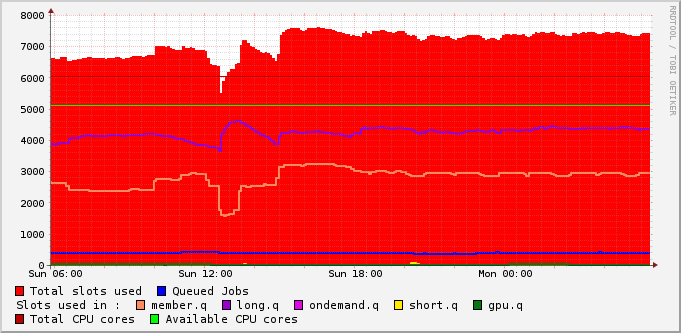 8000
7000
6000
5000
4000
3000
2000
1000
0
Sun 06:00 Sun 12:00 Sun 18:00 Mon 00:00
RRDTOOL / TOBI OETIKER
Total slots used Queued Jobs
Slots used in : member.q long.q ondemand.q short.q gpu.q
Total CPU cores Available CPU cores